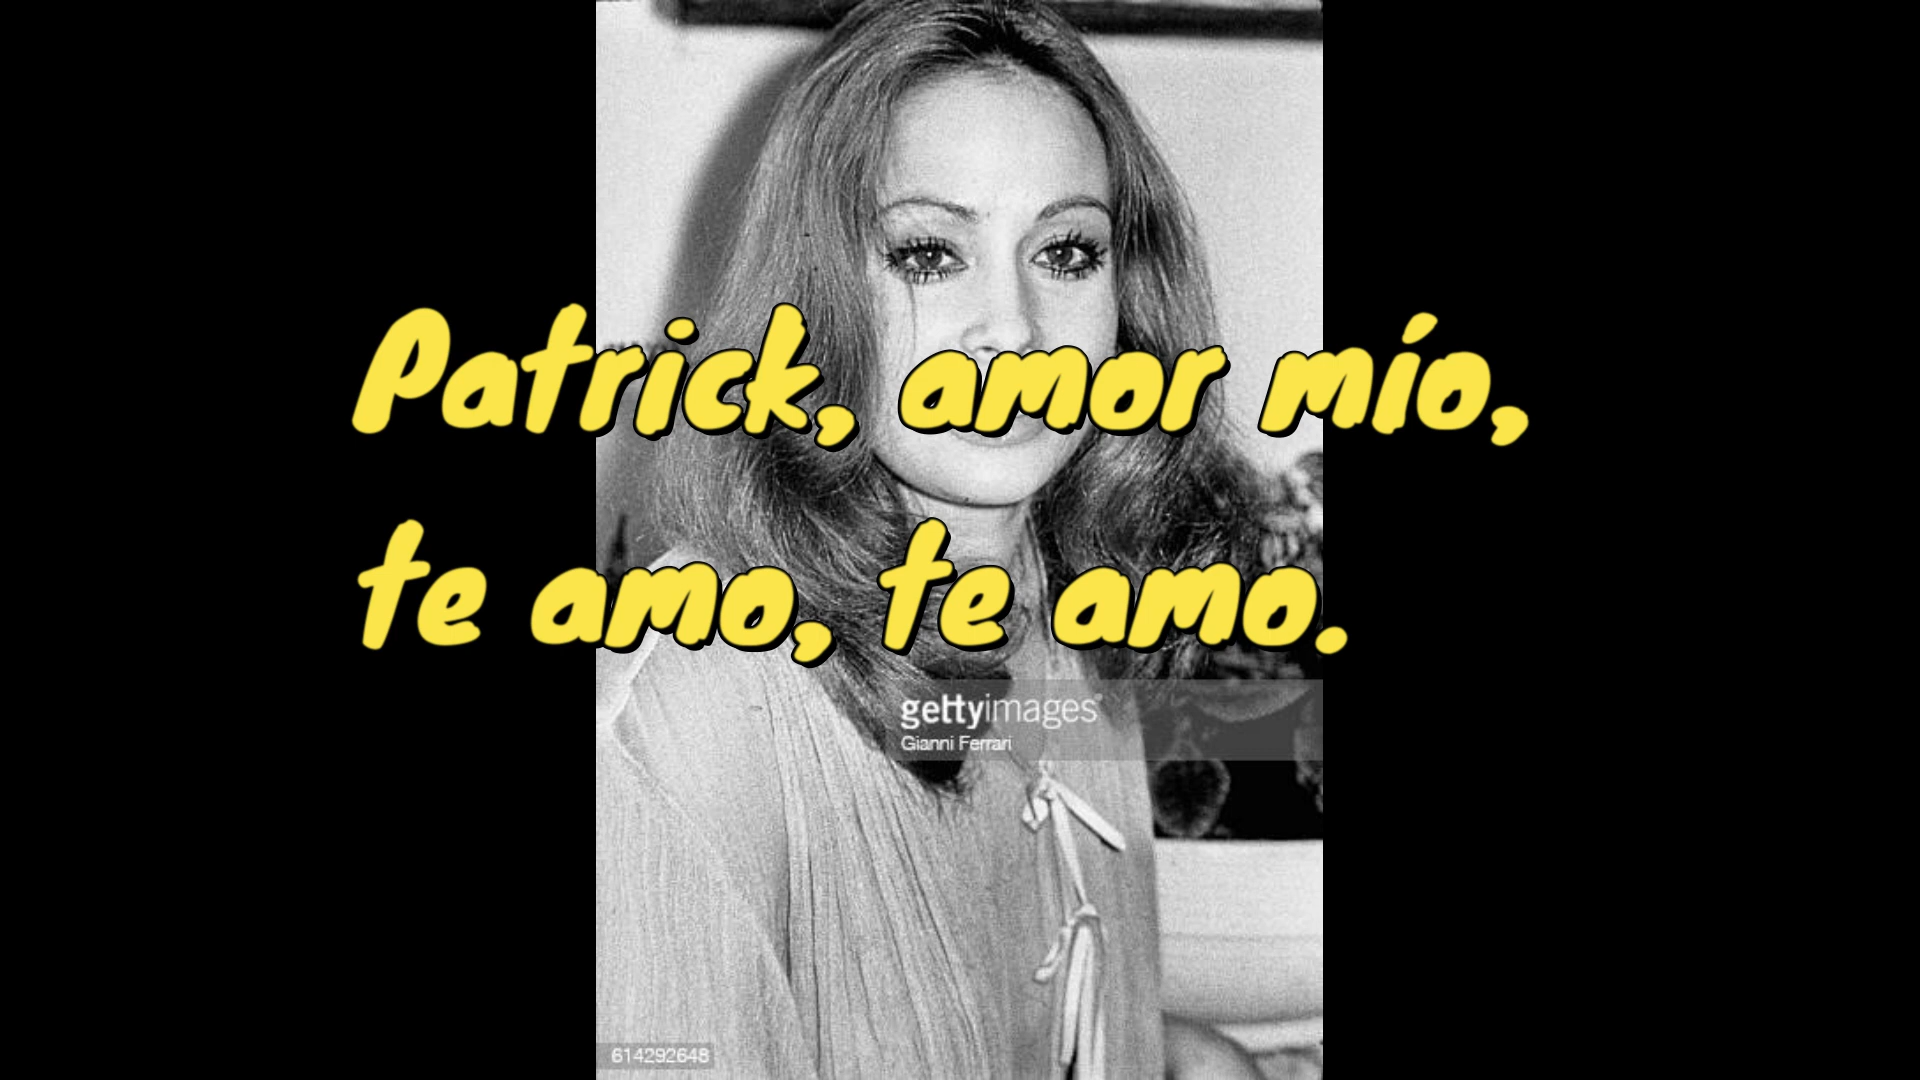 Patrick, amor mío,
te amo, te amo.
gettyimages
Gianni Ferrari
614292648